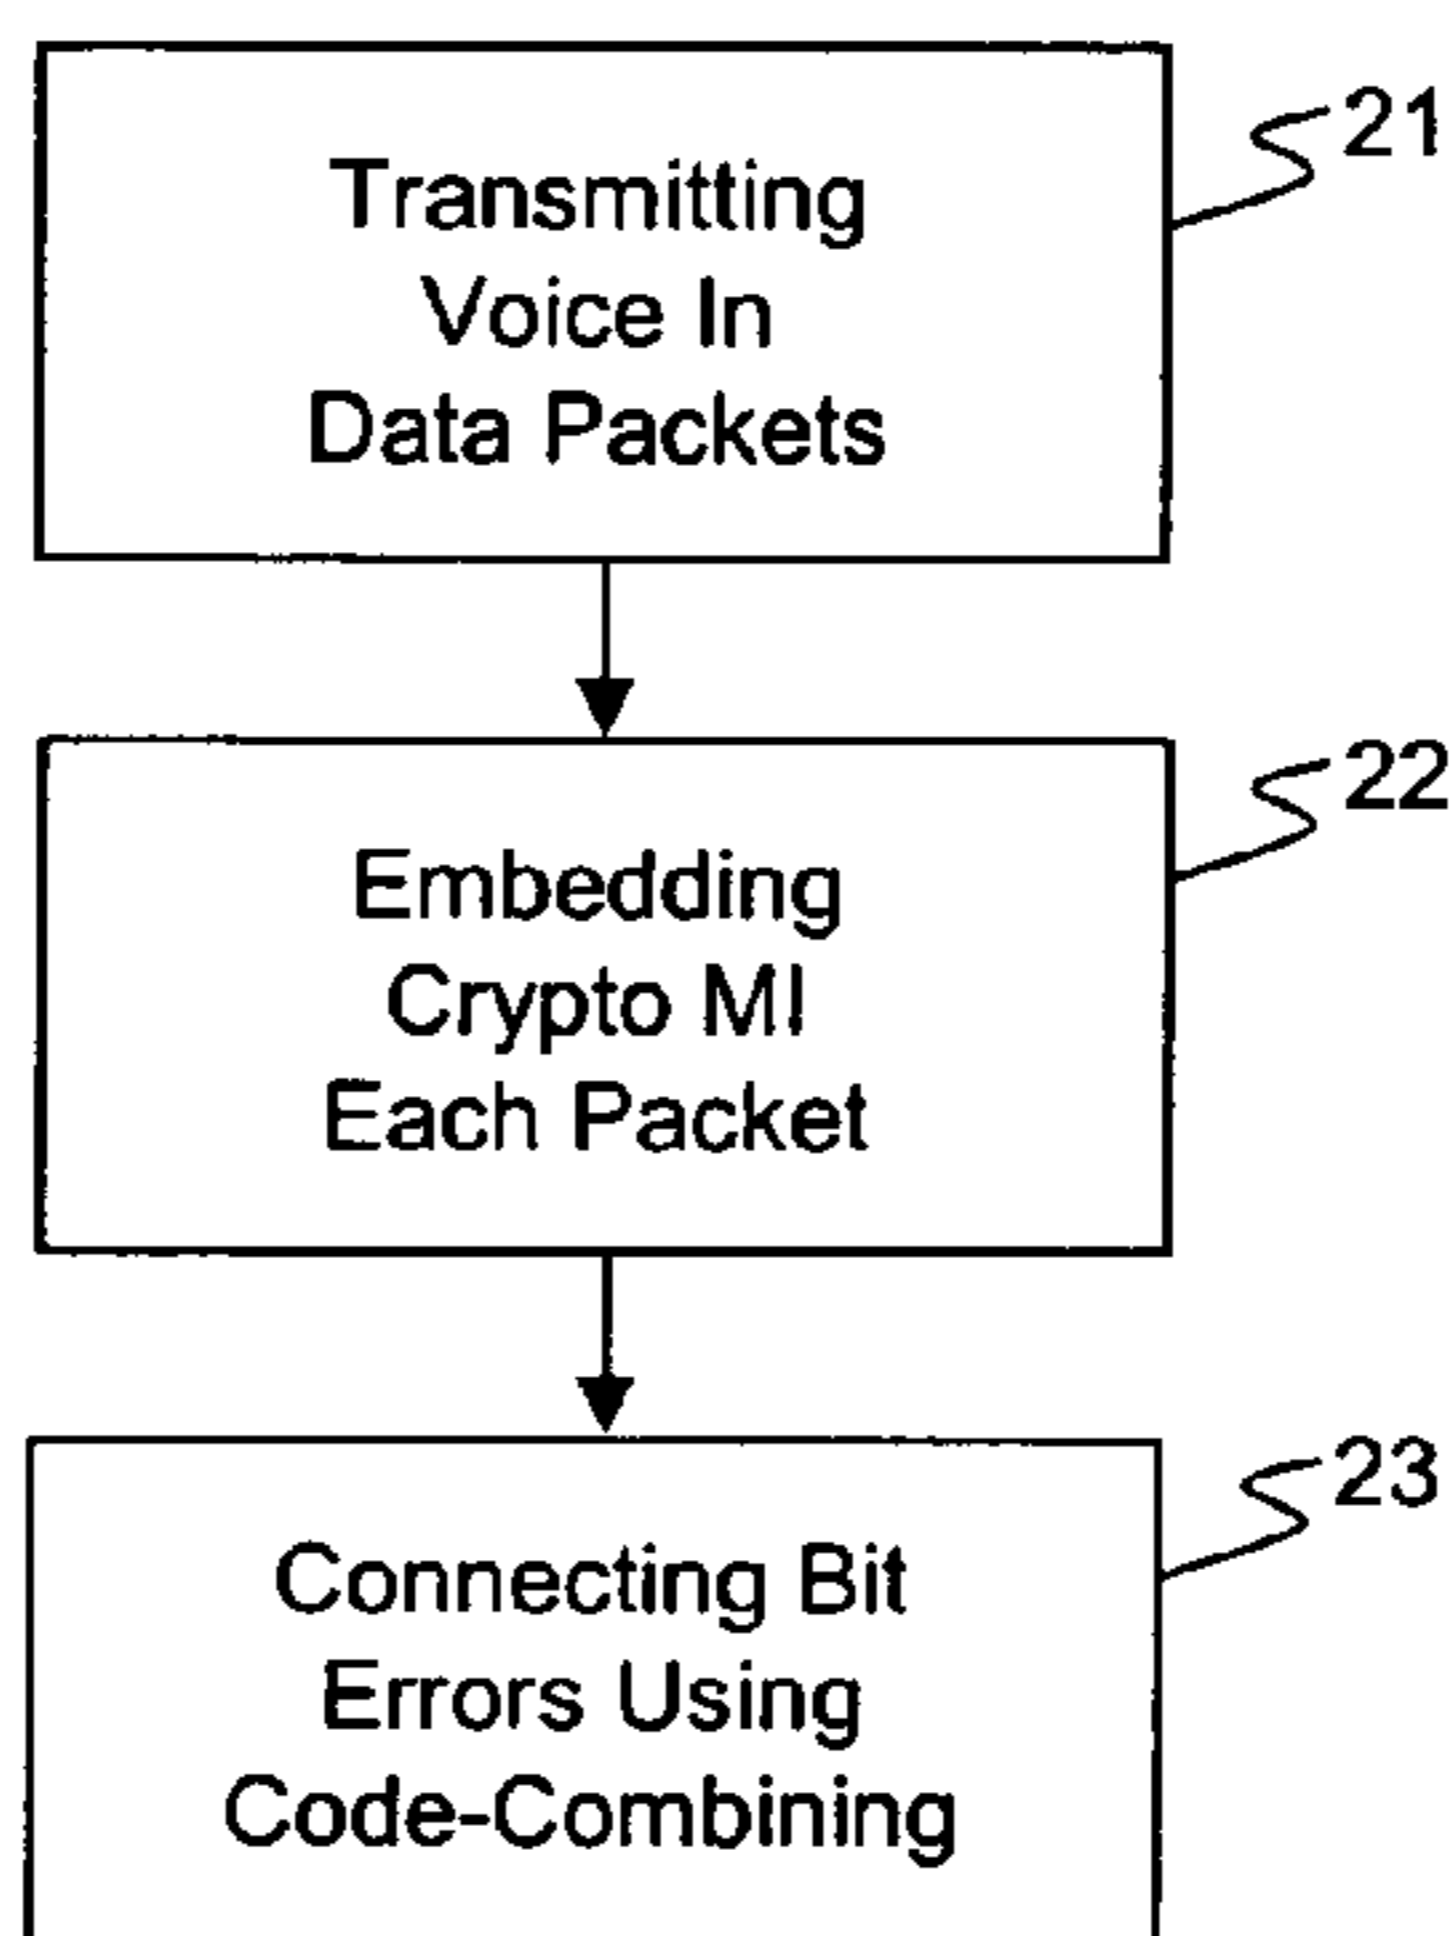 Transmitting
Voice In
Data Packets
21
Embedding
Crypto MI
Each Packet
22
Connecting Bit
Errors Using
Code-Combining
23